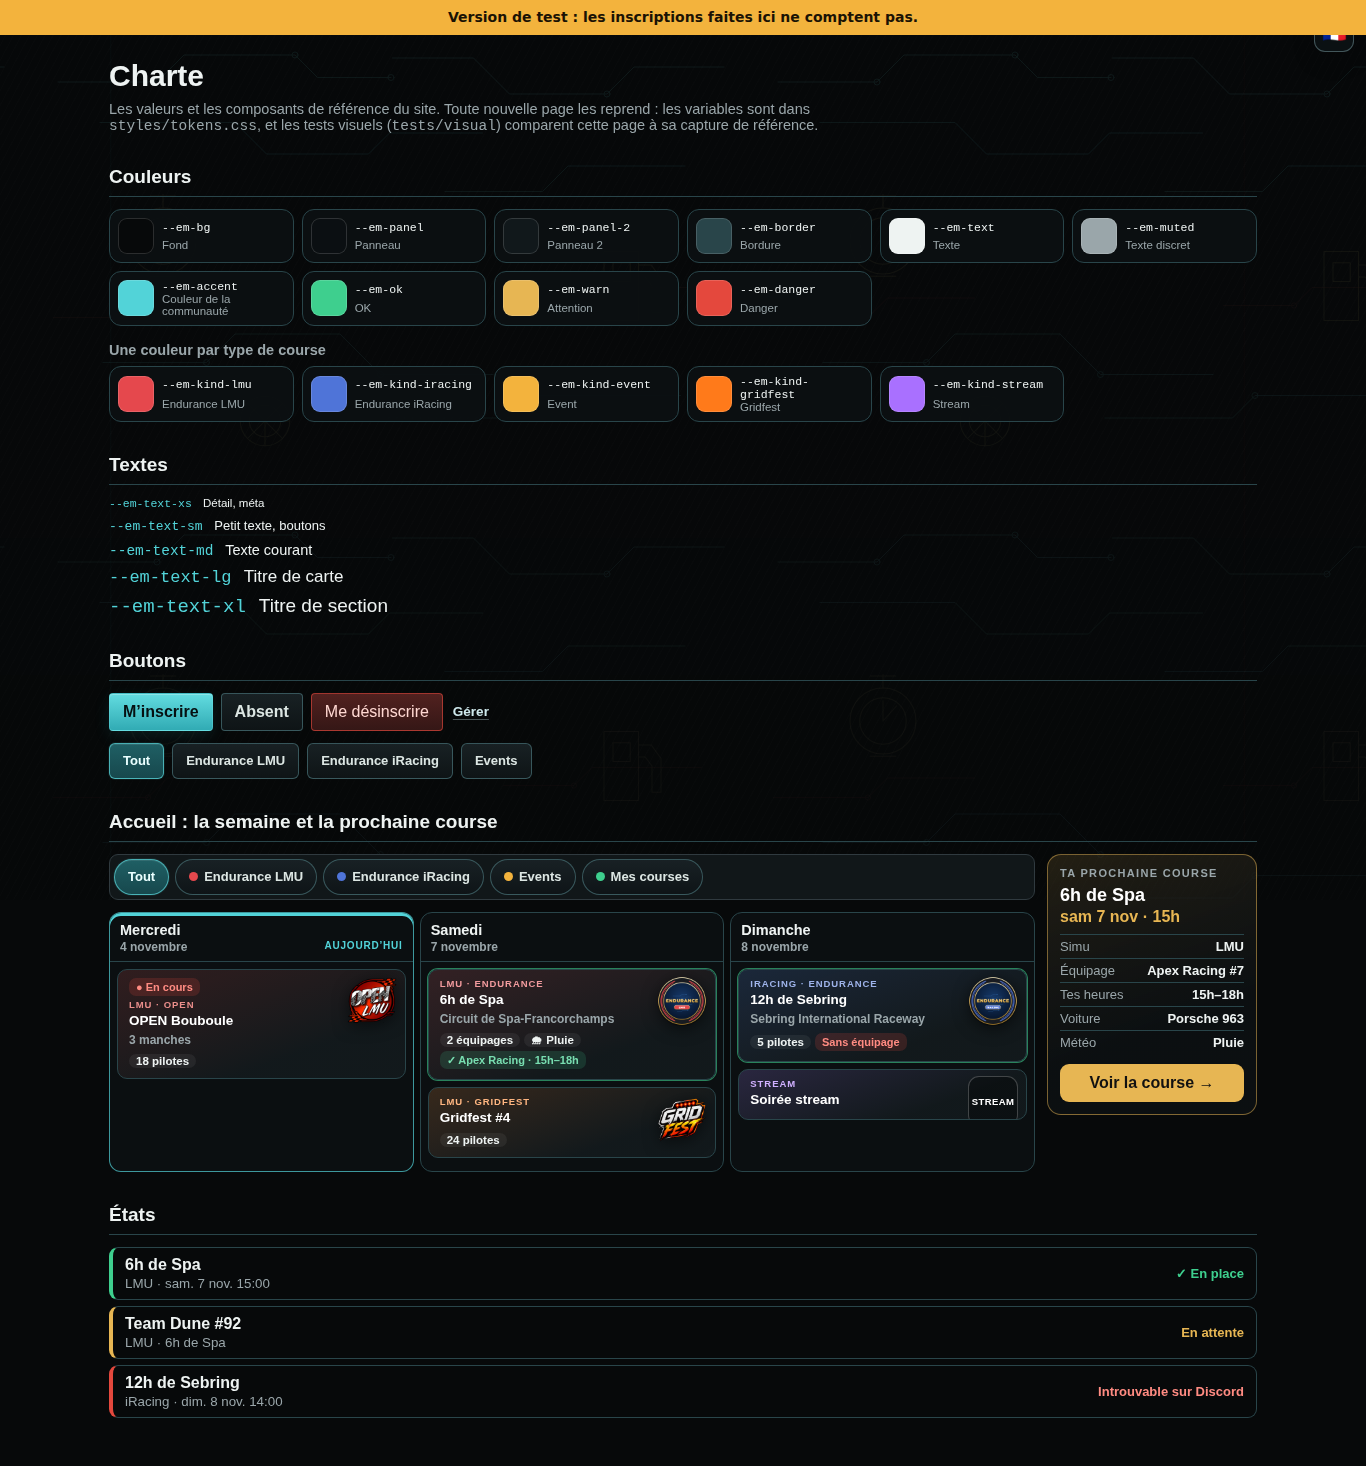 Version de test : les inscriptions faites ici ne comptent pas.
Charte
Les valeurs et les composants de référence du site. Toute nouvelle page les reprend : les variables sont dans
styles/tokens.css, et les tests visuels (tests/visual) comparent cette page à sa capture de référence.
Couleurs
--em-bg
Fond
--em-panel
Panneau
--em-panel-2
Panneau 2
--em-border
Bordure
--em-text
Texte
--em-muted
Texte discret
--em-accent
Couleur de la
communauté
--em-ok
OK
--em-warn
Attention
--em-danger
Danger
Une couleur par type de course
--em-kind-lmu
Endurance LMU
--em-kind-iracing
Endurance iRacing
--em-kind-event
Event
--em-kind-
gridfest
Gridfest
--em-kind-stream
Stream
Textes
--em-text-xs Détail, méta
--em-text-sm Petit texte, boutons
--em-text-md Texte courant
--em-text-lg Titre de carte
--em-text-xl Titre de section
Boutons
M’inscrire Absent Me désinscrire Gérer
Tout Endurance LMU Endurance iRacing Events
Accueil : la semaine et la prochaine course
Tout Endurance LMU Endurance iRacing Events Mes courses
Mercredi
4 novembre AUJOURD'HUI
● En cours
LMU · OPEN
OPEN Bouboule
3 manches
18 pilotes
OPEN
LMU
Samedi
7 novembre
LMU · ENDURANCE
6h de Spa
Circuit de Spa-Francorchamps
2 équipages 🌧 Pluie
✓ Apex Racing · 15h–18h
ENDURANCE
LMU · GRIDFEST
Gridfest #4
24 pilotes
GRID
FEST
Dimanche
8 novembre
IRACING · ENDURANCE
12h de Sebring
Sebring International Raceway
5 pilotes Sans équipage
ENDURANCE
STREAM
Soirée stream
STREAM
TA PROCHAINE COURSE
6h de Spa
sam 7 nov · 15h
Simu LMU
Équipage Apex Racing #7
Tes heures 15h–18h
Voiture Porsche 963
Météo Pluie
Voir la course →
États
6h de Spa
LMU · sam. 7 nov. 15:00
✓ En place
Team Dune #92
LMU · 6h de Spa
En attente
12h de Sebring
iRacing · dim. 8 nov. 14:00
Introuvable sur Discord